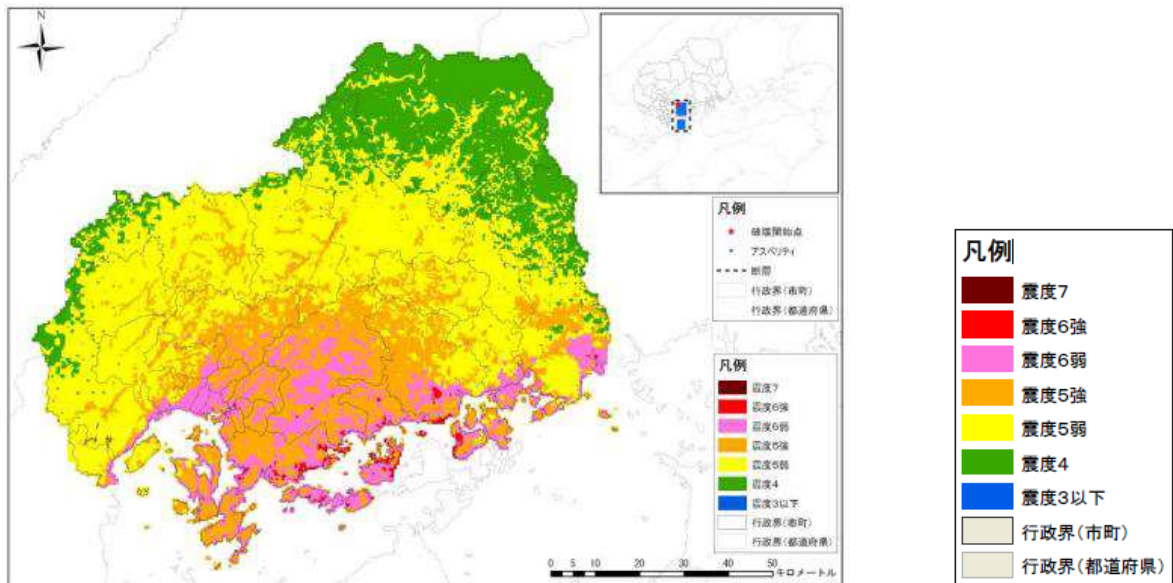 N
凡例
破壊開始点
アスペリティ
断層
行政界(市町)
行政界(都道府県)
凡例
震度7
震度6強
震度6弱
震度5強
震度5弱
震度4
震度3以下
行政界(市町)
行政界(都道府県)
0 5 10 20 30 40 50
キロメートル
凡例
震度7
震度6強
震度6弱
震度5強
震度5弱
震度4
震度3以下
行政界(市町)
行政界(都道府県)